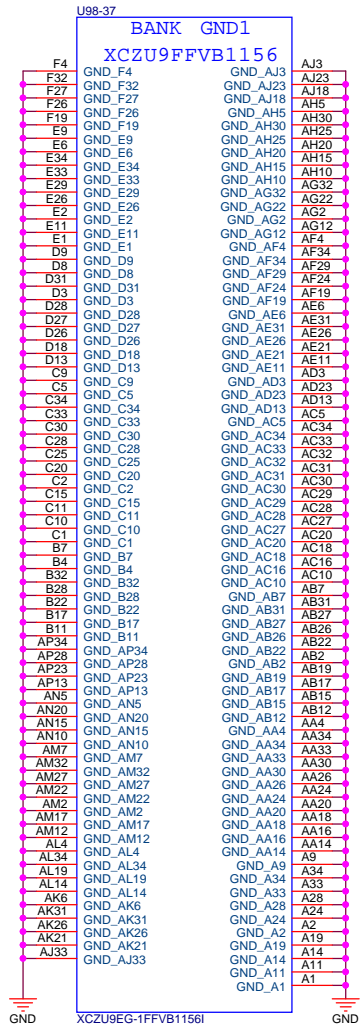 U98-37
BANK GND1
XCZU9FFVB1156
F4 GND_F4 GND_AJ3 AJ3
F32 GND_F32 GND_AJ23 AJ23
F27 GND_F27 GND_AJ18 AJ18
F26 GND_F26 GND_AH5 AH5
F19 GND_F19 GND_AH30 AH30
E9 GND_E9 GND_AH25 AH25
E6 GND_E6 GND_AH20 AH20
E34 GND_E34 GND_AH15 AH15
E33 GND_E33 GND_AH10 AH10
E29 GND_E29 GND_AG32 AG32
E26 GND_E26 GND_AG22 AG22
E2 GND_E2 GND_AG2 AG2
E11 GND_E11 GND_AG12 AG12
E1 GND_E1 GND_AF4 AF4
D9 GND_D9 GND_AF34 AF34
D8 GND_D8 GND_AF29 AF29
D31 GND_D31 GND_AF24 AF24
D3 GND_D3 GND_AF19 AF19
D28 GND_D28 GND_AE6 AE6
D27 GND_D27 GND_AE31 AE31
D26 GND_D26 GND_AE26 AE26
D18 GND_D18 GND_AE21 AE21
D13 GND_D13 GND_AE11 AE11
C9 GND_C9 GND_AD3 AD3
C5 GND_C5 GND_AD23 AD23
C34 GND_C34 GND_AD13 AD13
C33 GND_C33 GND_AC5 AC5
C30 GND_C30 GND_AC34 AC34
C28 GND_C28 GND_AC33 AC33
C25 GND_C25 GND_AC32 AC32
C20 GND_C20 GND_AC31 AC31
C2 GND_C2 GND_AC30 AC30
C15 GND_C15 GND_AC29 AC29
C11 GND_C11 GND_AC28 AC28
C10 GND_C10 GND_AC27 AC27
C1 GND_C1 GND_AC20 AC20
B7 GND_B7 GND_AC18 AC18
B4 GND_B4 GND_AC16 AC16
B32 GND_B32 GND_AC10 AC10
B28 GND_B28 GND_AB7 AB7
B22 GND_B22 GND_AB31 AB31
B17 GND_B17 GND_AB27 AB27
B11 GND_B11 GND_AB26 AB26
AP34 GND_AP34 GND_AB22 AB22
AP28 GND_AP28 GND_AB2 AB2
AP23 GND_AP23 GND_AB19 AB19
AP13 GND_AP13 GND_AB17 AB17
AN5 GND_AN5 GND_AB15 AB15
AN20 GND_AN20 GND_AB12 AB12
AN15 GND_AN15 GND_AA4 AA4
AN10 GND_AN10 GND_AA34 AA34
AM7 GND_AM7 GND_AA33 AA33
AM32 GND_AM32 GND_AA30 AA30
AM27 GND_AM27 GND_AA26 AA26
AM22 GND_AM22 GND_AA24 AA24
AM2 GND_AM2 GND_AA20 AA20
AM17 GND_AM17 GND_AA18 AA18
AM12 GND_AM12 GND_AA16 AA16
AL4 GND_AL4 GND_AA14 AA14
AL34 GND_AL34 GND_A9 A9
AL19 GND_AL19 GND_A34 A34
AL14 GND_AL14 GND_A33 A33
AK6 GND_AK6 GND_A28 A28
AK31 GND_AK31 GND_A24 A24
AK26 GND_AK26 GND_A2 A2
AK21 GND_AK21 GND_A19 A19
AJ33 GND_AJ33 GND_A14 A14
GND_A11 A11
GND_A1 A1
GND XCZU9EG-1FFVB1156I GND